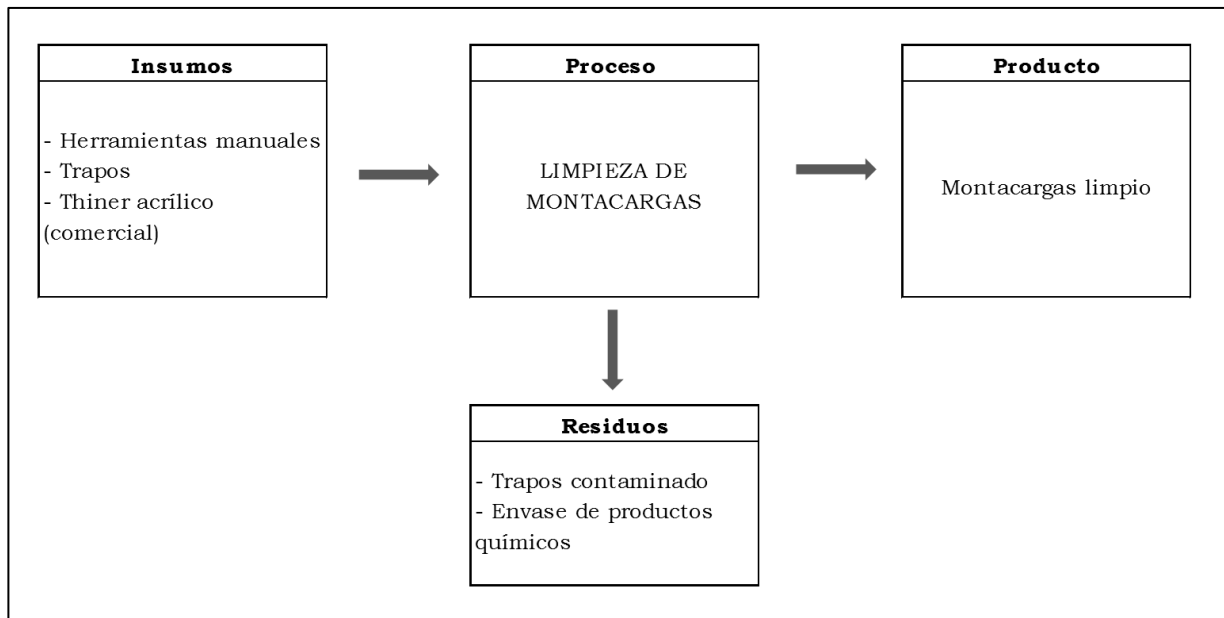 Insumos
- Herramientas manuales
- Trapos
- Thiner acrílico
(comercial)
Proceso
LIMPIEZA DE
MONTACARGAS
Producto
Montacargas limpio
Residuos
- Trapos contaminado
- Envase de productos
químicos